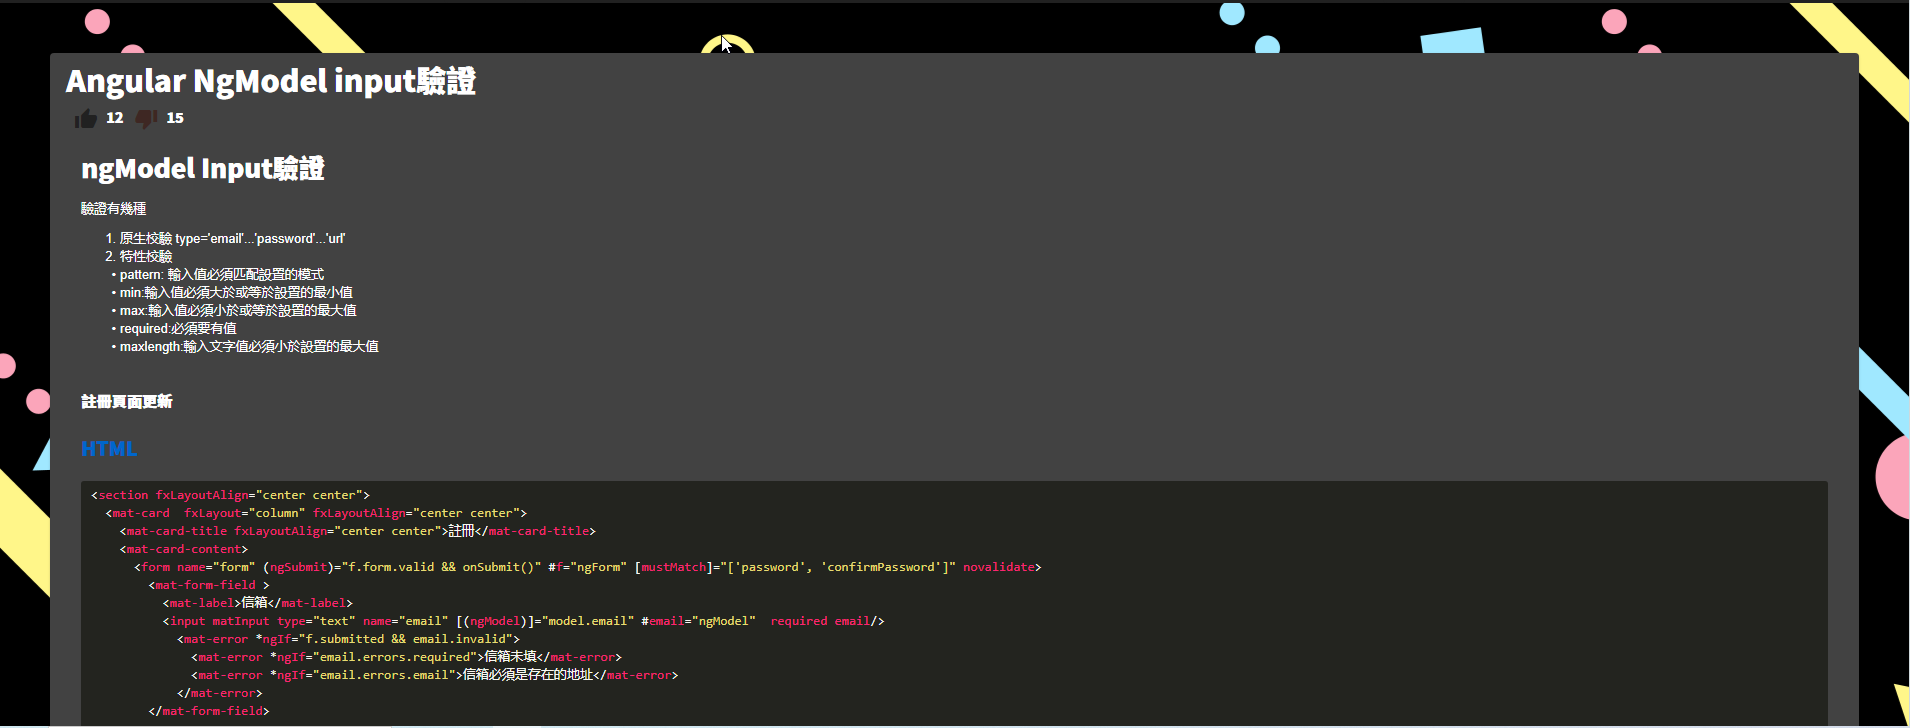 Angular NgModel input驗證
12 15
ngModel Input驗證
驗證有幾種
1. 原生校驗 type='email'...'password'...'url'
2. 特性校驗
• pattern: 輸入值必須匹配設置的模式
• min:輸入值必須大於或等於設置的最小值
• max:輸入值必須小於或等於設置的最大值
• required:必須要有值
• maxlength:輸入文字值必須小於設置的最大值
註冊頁面更新
HTML
<section fxLayoutAlign="center center">
<mat-card  fxLayout="column" fxLayoutAlign="center center">
<mat-card-title fxLayoutAlign="center center">註冊</mat-card-title>
<mat-card-content>
<form name="form" (ngSubmit)="f.form.valid && onSubmit()" #f="ngForm" [mustMatch]="['password', 'confirmPassword']" novalidate>
<mat-form-field >
<mat-label>信箱</mat-label>
<input matInput type="text" name="email" [(ngModel)]="model.email" #email="ngModel"  required email/>
<mat-error *ngIf="f.submitted && email.invalid">
<mat-error *ngIf="email.errors.required">信箱未填</mat-error>
<mat-error *ngIf="email.errors.email">信箱必須是存在的地址</mat-error>
</mat-error>
</mat-form-field>